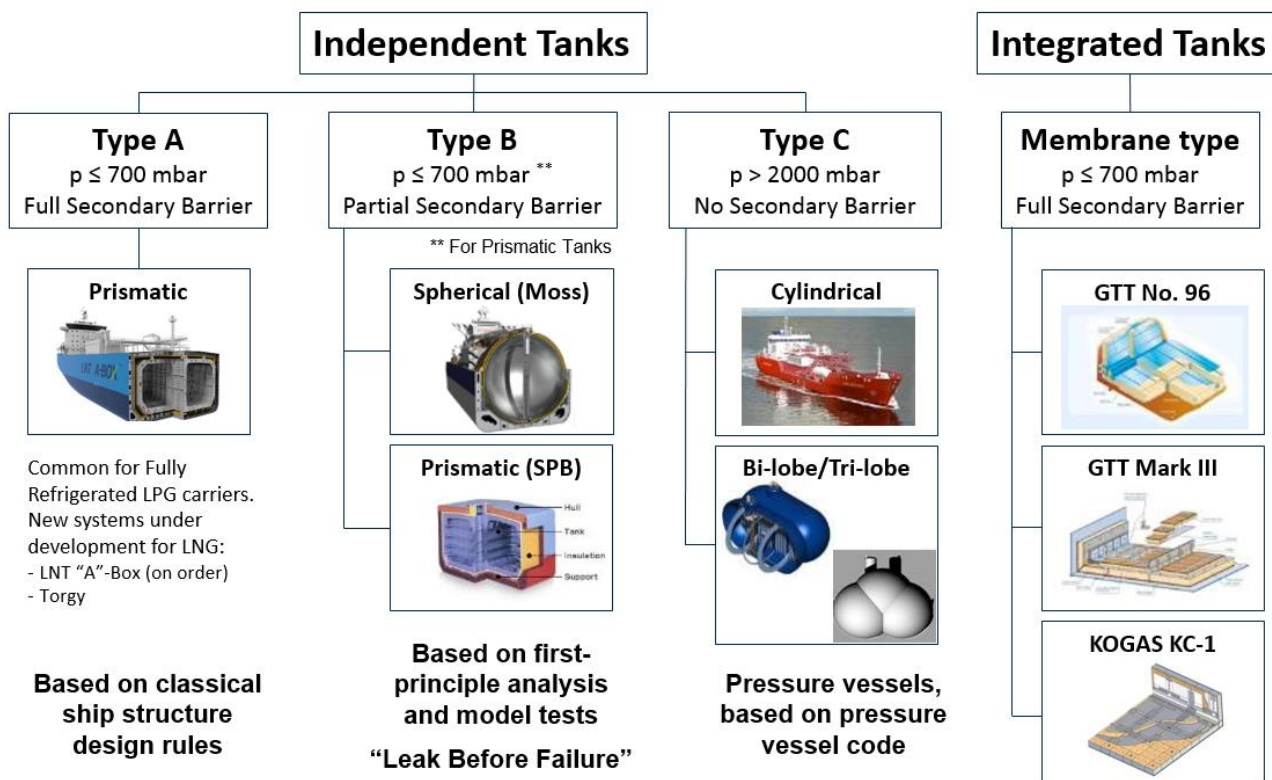 Independent Tanks
Integrated Tanks
Type A
p ≤ 700 mbar
Full Secondary Barrier
Type B
p ≤ 700 mbar **
Partial Secondary Barrier
** For Prismatic Tanks
Type C
p > 2000 mbar
No Secondary Barrier
Membrane type
p ≤ 700 mbar
Full Secondary Barrier
Prismatic
LNT A-BOX
Common for Fully
Refrigerated LPG carriers.
New systems under
development for LNG:
- LNT “A”-Box (on order)
- Torgy
Based on classical
ship structure
design rules
Spherical (Moss)
Prismatic (SPB)
Hull
Tank
Insulation
Support
Based on first-
principle analysis
and model tests
“Leak Before Failure”
Cylindrical
Bi-lobe/Tri-lobe
Pressure vessels,
based on pressure
vessel code
GTT No. 96
GTT Mark III
KOGAS KC-1